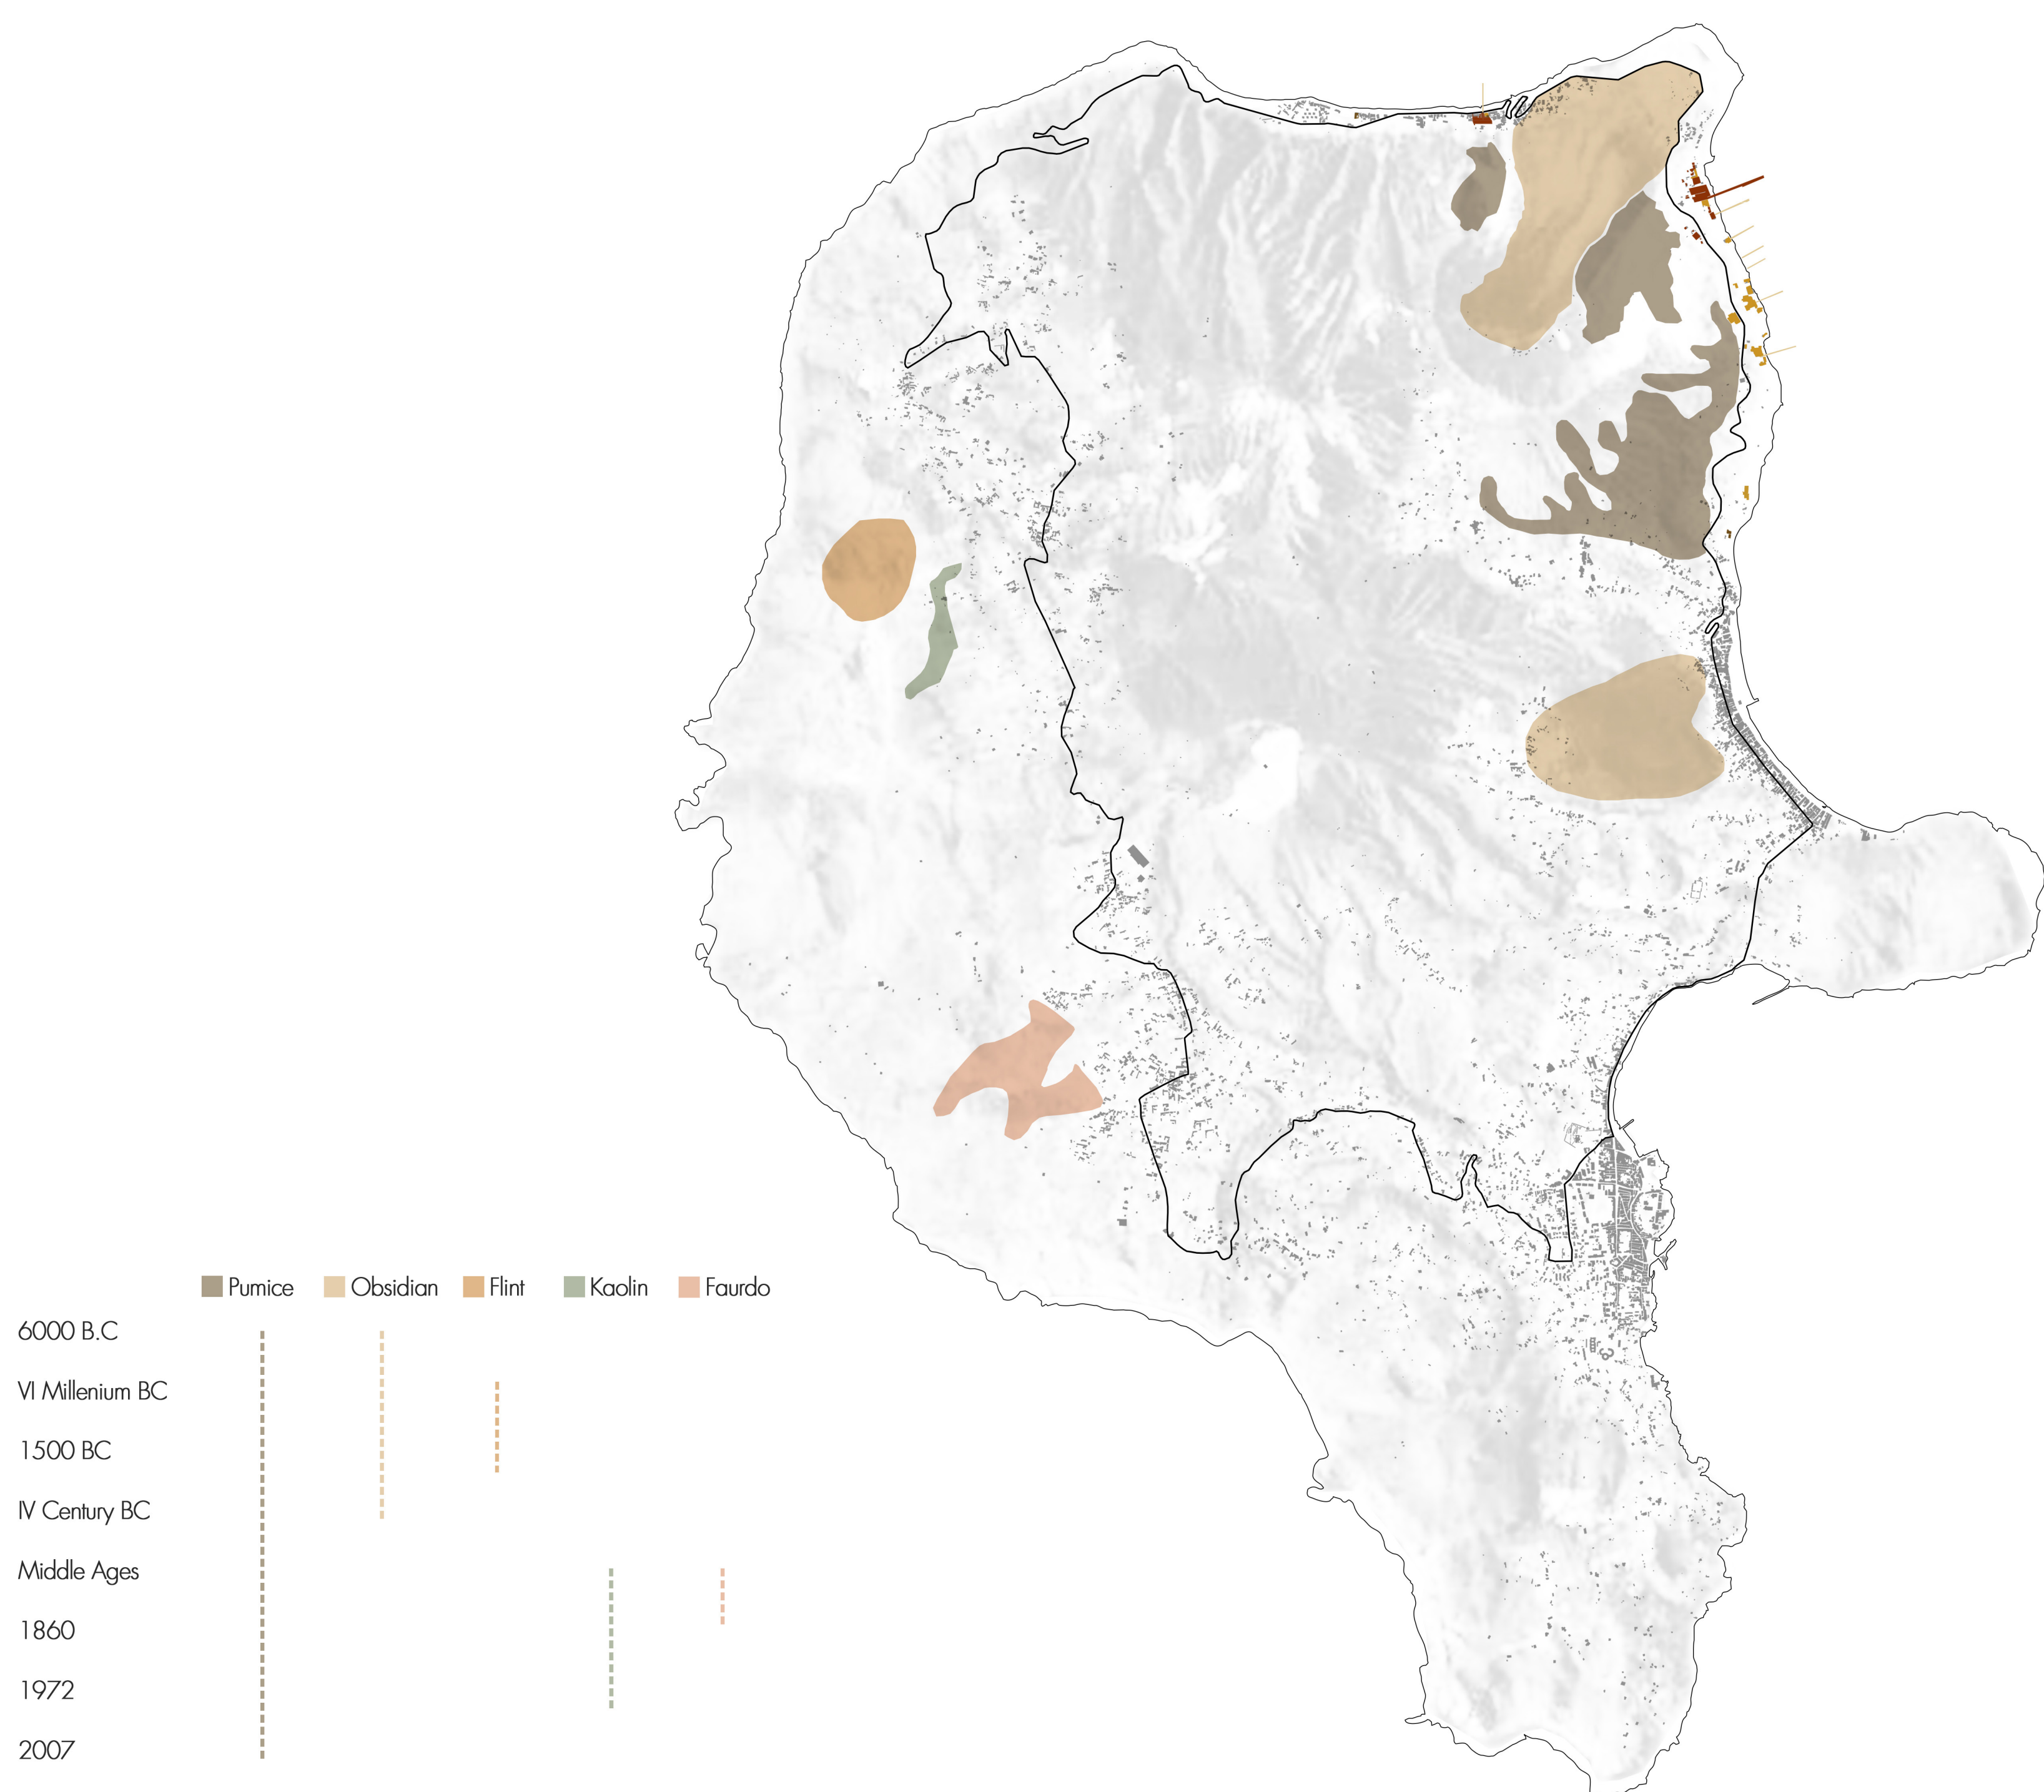 Pumice Obsidian Flint Kaolin Faurdo
6000 B.C
VI Millenium BC
1500 BC
IV Century BC
Middle Ages
1860
1972
2007